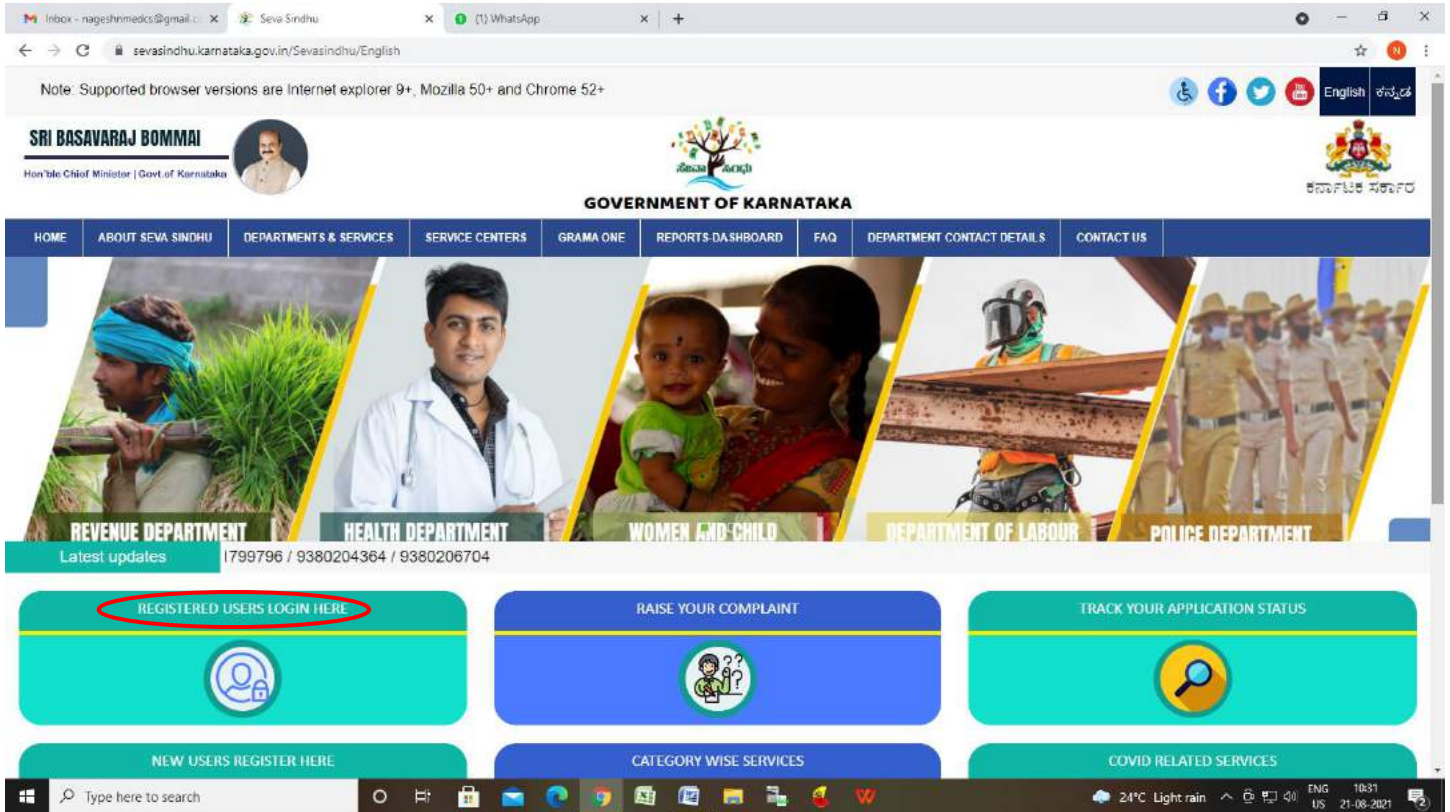 Inbox - nageshnmedcs@gmail.c
Seva Sindhu
(1) WhatsApp
sevasindhu.karnataka.gov.in/Sevasindhu/English
N
Note: Supported browser versions are Internet explorer 9+, Mozilla 50+ and Chrome 52+
English ಕನ್ನಡ
SRI BASAVARAJ BOMMAI
Hon'ble Chief Minister | Govt.of Karnataka
ಸೇವಾ ಸಿಂಧು
GOVERNMENT OF KARNATAKA
ಕರ್ನಾಟಕ ಸರ್ಕಾರ
HOME ABOUT SEVA SINDHU DEPARTMENTS & SERVICES SERVICE CENTERS GRAMA ONE REPORTS-DASHBOARD FAQ DEPARTMENT CONTACT DETAILS CONTACT US
REVENUE DEPARTMENT HEALTH DEPARTMENT WOMEN AND CHILD DEPARTMENT OF LABOUR POLICE DEPARTMENT
Latest updates 1799796 / 9380204364 / 9380206704
REGISTERED USERS LOGIN HERE RAISE YOUR COMPLAINT TRACK YOUR APPLICATION STATUS
NEW USERS REGISTER HERE CATEGORY WISE SERVICES COVID RELATED SERVICES
Type here to search 24°C Light rain ENG 10:31
US 21-08-2021 2